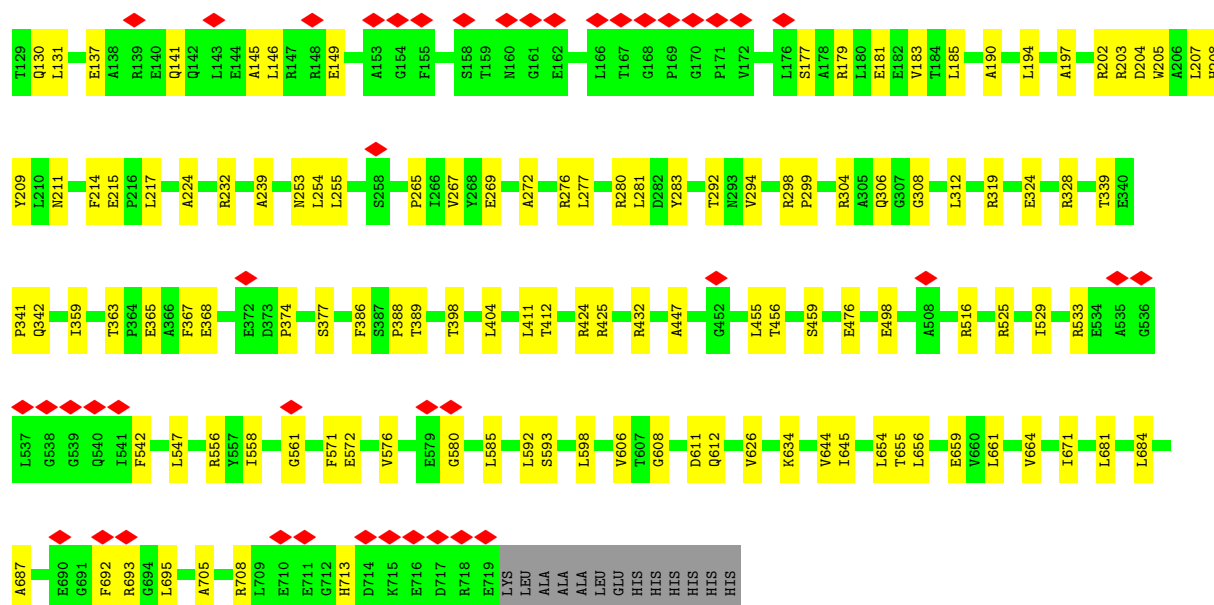 T129 Q130 L131 E137 A138 R139 E140 Q141 Q142 L143 E144 A145 L146 R147 R148 E149 A153 G154 F155 S158 T159 N160 G161 E162 L166 T167 G168 P169 G170 P171 V172 L176 S177 A178 R179 L180 E181 E182 V183 T184 L185 A190 L194 A197 R202 R203 D204 W205 A206 L207 H208
Y209 L210 N211 F214 E215 P216 L217 A224 R232 A239 N253 L254 L255 S258 P265 I266 V267 Y268 E269 A272 R276 L277 R280 L281 D282 Y283 T292 N293 V294 R298 P299 R304 A305 Q306 G307 G308 L312 R319 E324 R328 T339 E340
P341 Q342 I359 T363 P364 E365 A366 F367 E368 E372 D373 P374 S377 F386 S387 P388 T389 T398 L404 L411 T412 R424 R425 R432 A447 G452 L455 T456 S459 E476 E498 A508 R516 R525 I529 R533 E534 A535 G536
L537 G538 G539 Q540 I541 F542 L547 R556 Y557 I558 G561 F571 E572 V576 E579 G580 L585 L592 S593 L598 V606 T607 G608 D611 Q612 V626 K634 V644 I645 L654 T655 L656 E659 V660 L661 V664 I671 L681 L684
A687 E690 G691 F692 R693 G694 L695 A705 R708 L709 E710 E711 G712 H713 D714 K715 E716 D717 R718 E719 LYS LEU ALA ALA ALA LEU GLU HIS HIS HIS HIS HIS HIS